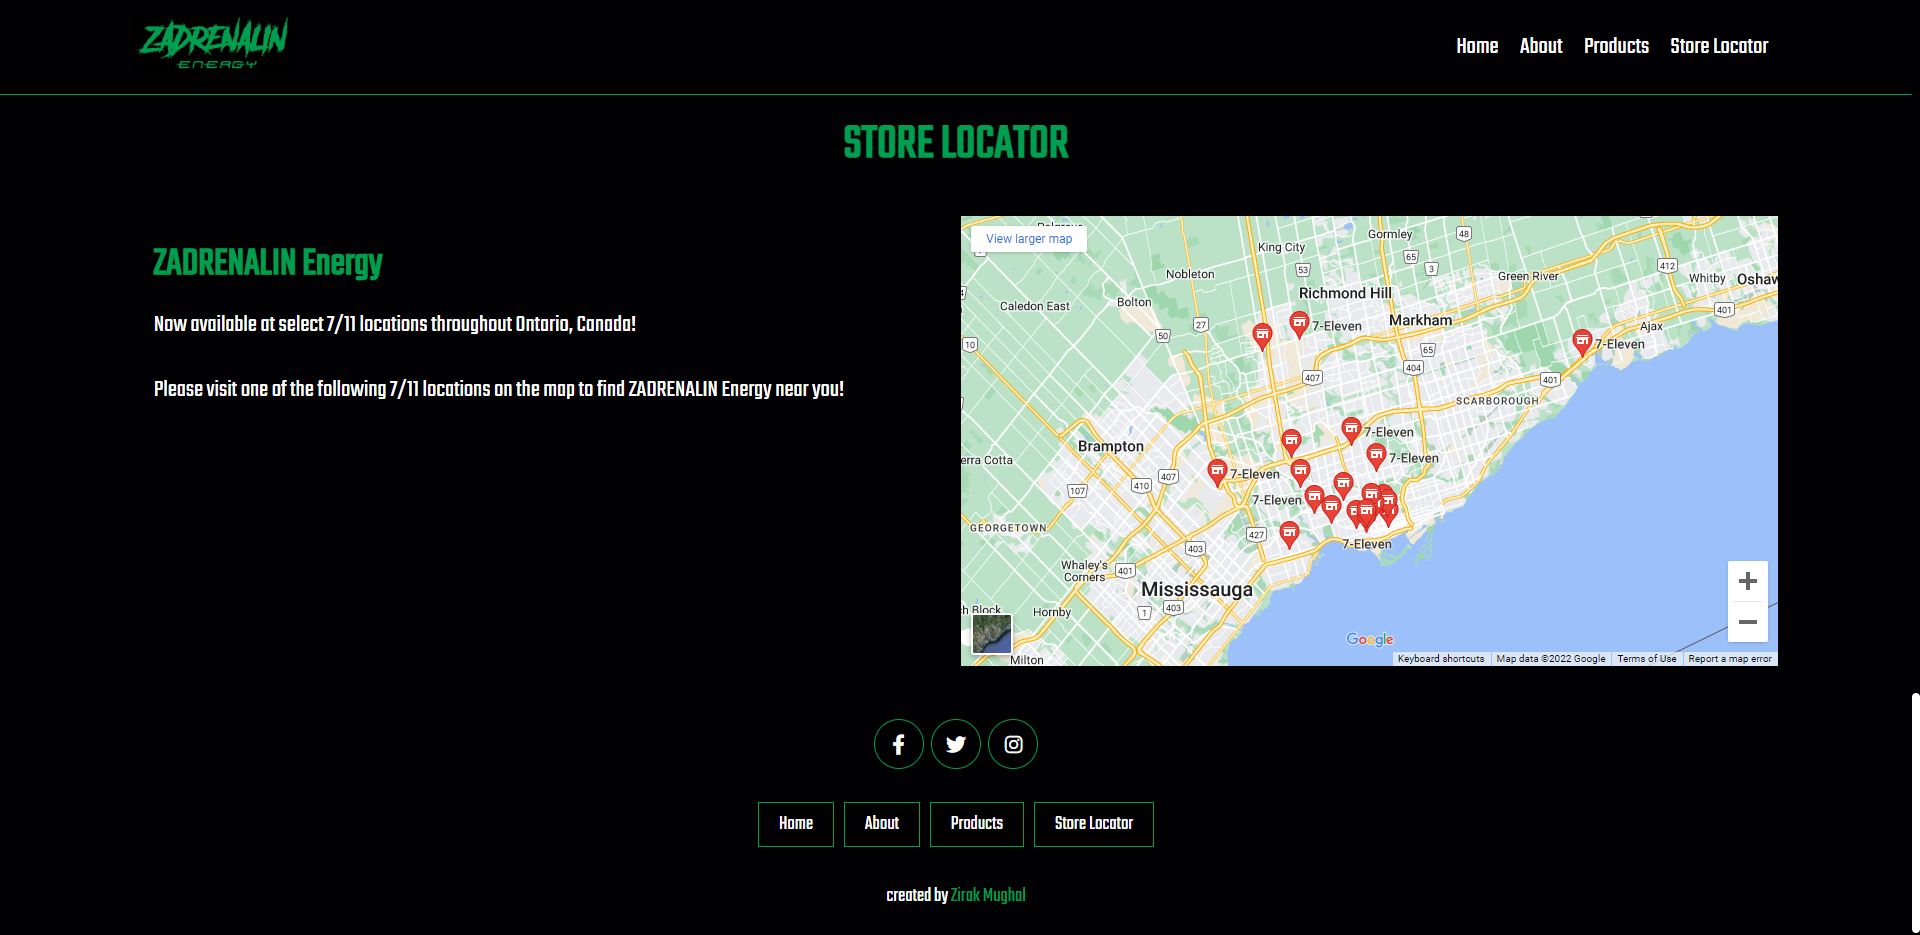 ZADRENALIN
ENERGY
Home About Products Store Locator
STORE LOCATOR
ZADRENALIN Energy
Now available at select 7/11 locations throughout Ontario, Canada!
Please visit one of the following 7/11 locations on the map to find ZADRENALIN Energy near you!
View larger map
King City
Gormley
48
65
3
53
Nobleton
412
Green River
Whitby
Richmond Hill
Caledon East
Bolton
401
27
7-Eleven
Markham
Ajax
50
10
7-Eleven
65
404
407
401
SCARBOROUGH
7-Eleven
Brampton
7-Eleven
7-Eleven
407
410
107
7-Eleven
GEORGETOWN
427
7-Eleven
403
Whaley's
Corners
401
Mississauga
403
1
Hornby
Google
Milton
Keyboard shortcuts Map data ©2022 Google Terms of Use Report a map error
Home About Products Store Locator
created by Zirak Mughal